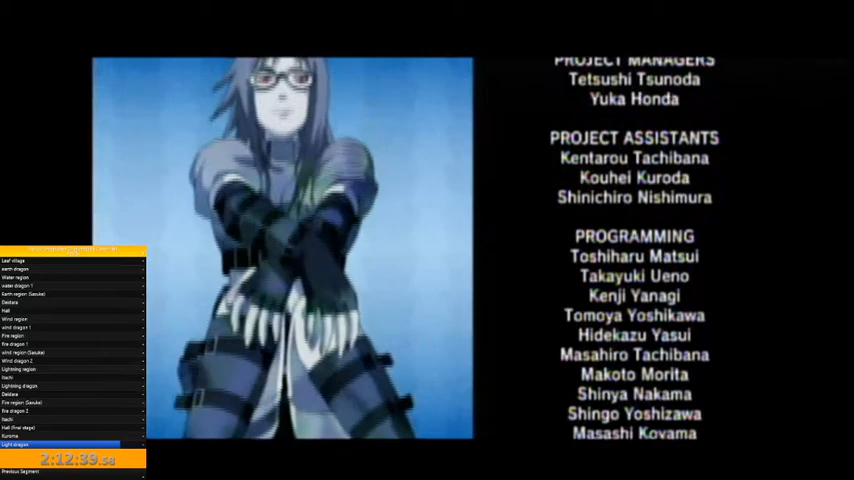 Leaf village
earth dragon
Water region
water dragon 1
Earth region (Sasuke)
Deidara
Hall
Wind region
wind dragon 1
Fire region
fire dragon 1
wind region (Sasuke)
Wind dragon 2
Lightning region
Itachi
Lightning dragon
Deidara
Fire region (Sasuke)
fire dragon 2
Itachi
Hall (final stage)
Kuroma
Light dragon
2:12:39.58
Previous Segment
PROJECT MANAGERS
Tetsushi Tsunoda
Yuka Honda
PROJECT ASSISTANTS
Kentarou Tachibana
Kouhei Kuroda
Shinichiro Nishimura
PROGRAMMING
Toshiharu Matsui
Takayuki Ueno
Kenji Yanagi
Tomoya Yoshikawa
Hidekazu Yasui
Masahiro Tachibana
Makoto Morita
Shinya Nakama
Shingo Yoshizawa
Masashi Koyama